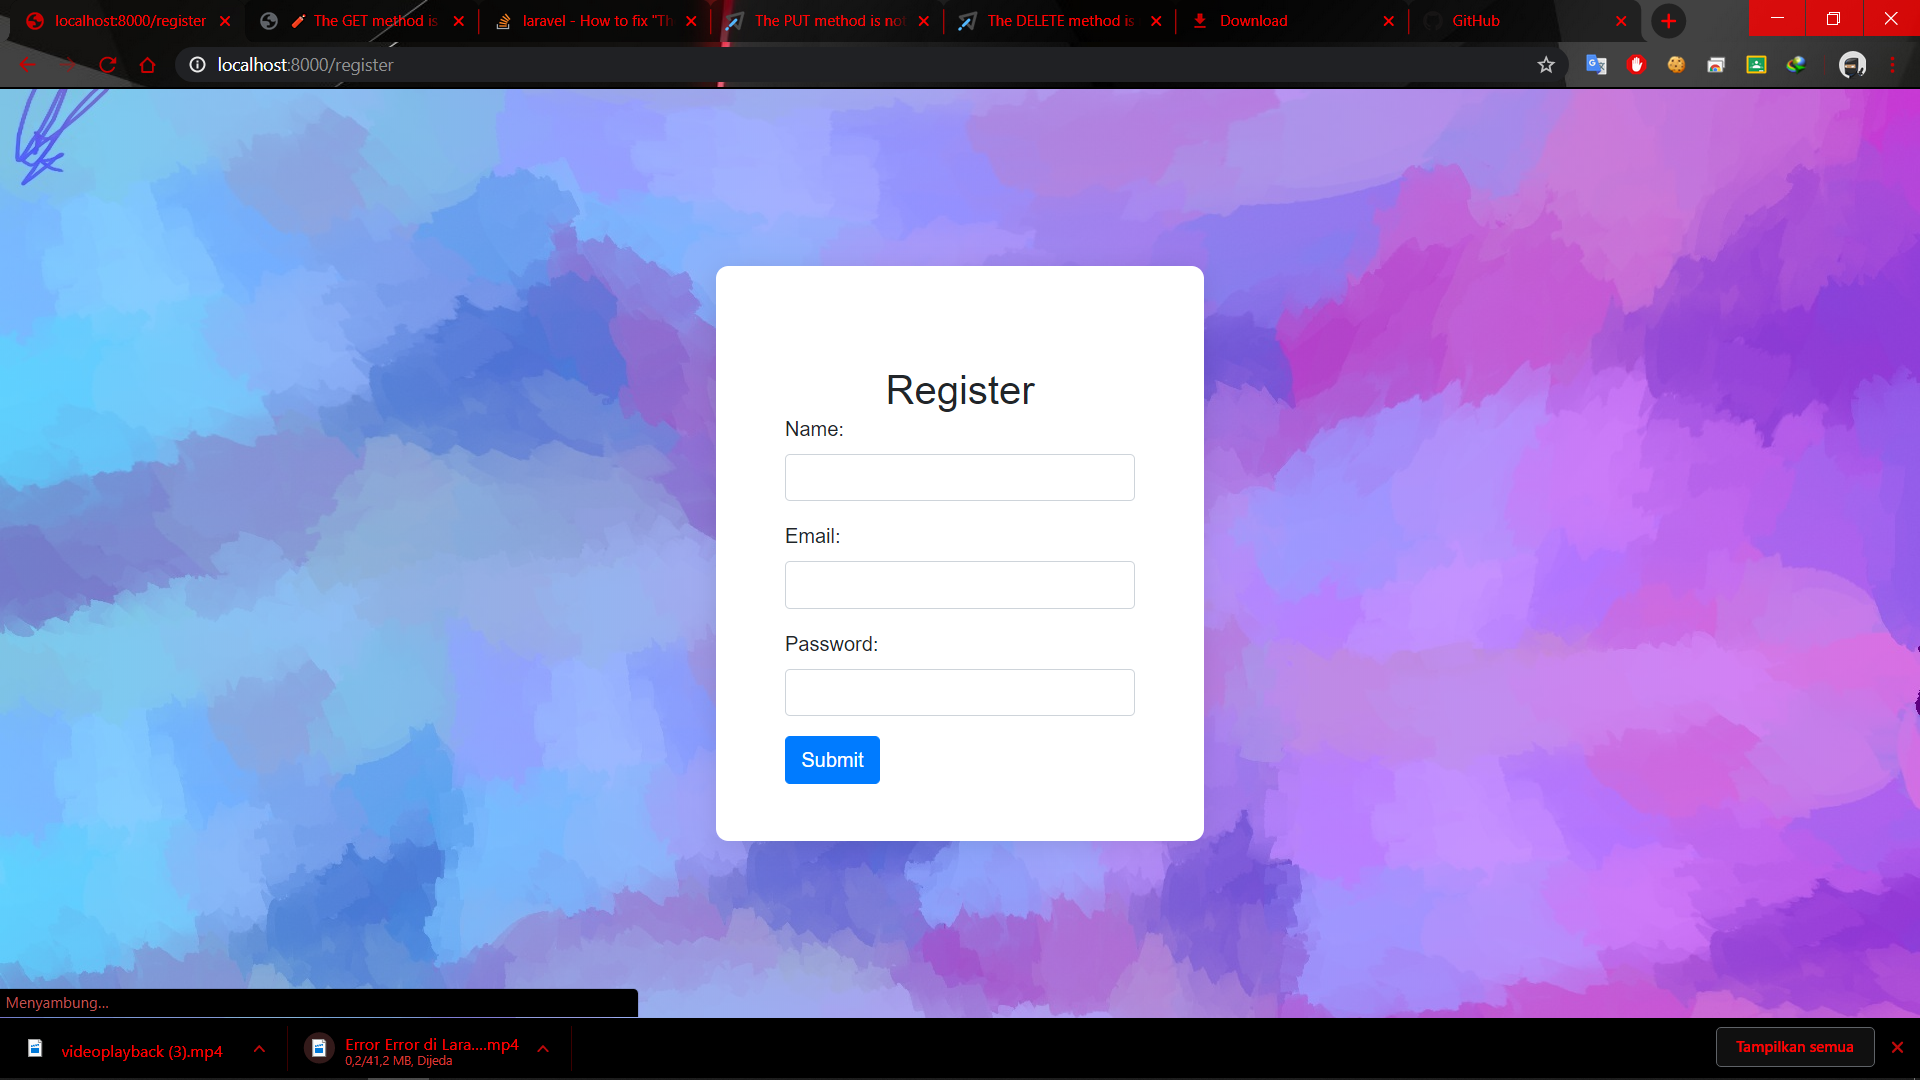 localhost:8000/register
The GET method is
laravel - How to fix "Th
The PUT method is not
The DELETE method is
Download
GitHub
localhost:8000/register
Register
Name:
Email:
Password:
Submit
Menyambung...
videoplayback (3).mp4
Error Error di Lara....mp4
0,2/41,2 MB, Dijeda
Tampilkan semua